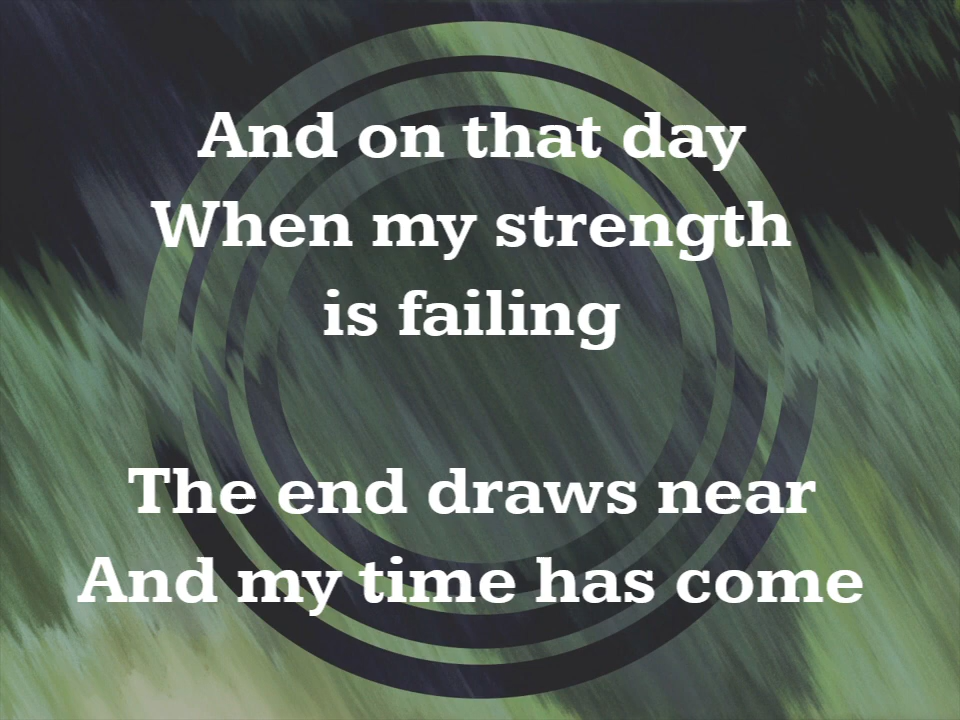 And on that day
When my strength
is failing
The end draws near
And my time has come